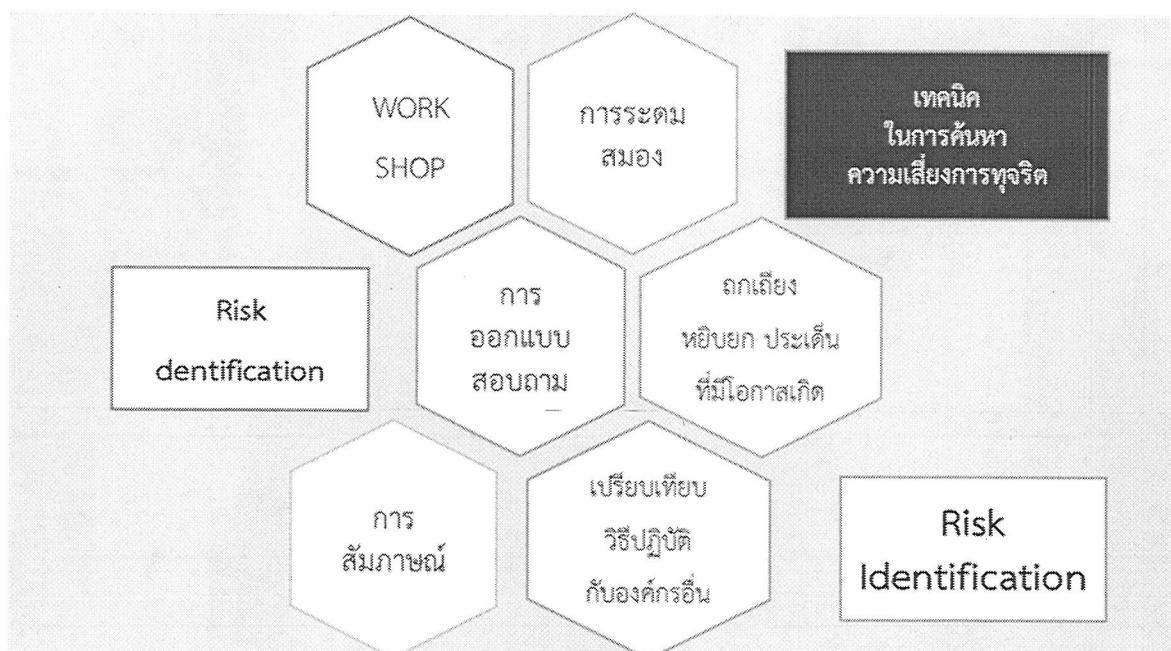 WORK
SHOP
การระดม
สมอง
เทคนิค
ในการค้นหา
ความเสี่ยงการทุจริต
Risk
dentification
การ
ออกแบบ
สอบถาม
ถกเถียง
หยิบยก ประเด็น
ที่มีโอกาสเกิด
การ
สัมภาษณ์
เปรียบเทียบ
วิธีปฏิบัติ
กับองค์กรอื่น
Risk
Identification